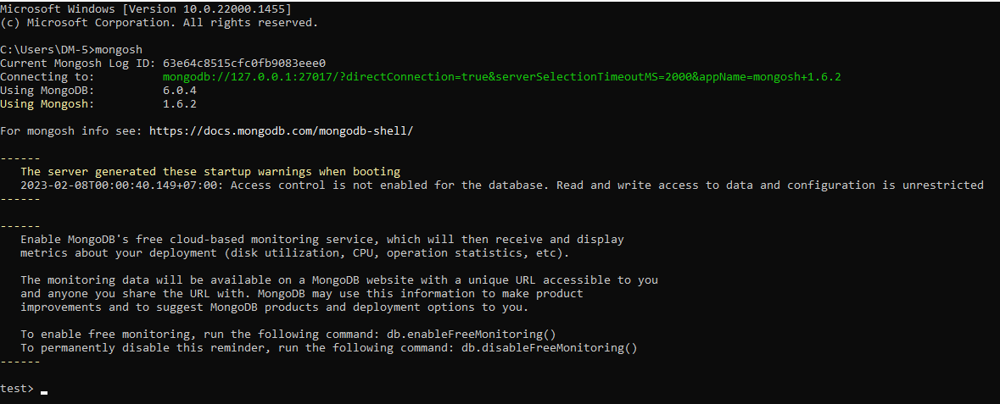 Microsoft Windows [Version 10.0.22000.1455]
(c) Microsoft Corporation. All rights reserved.
C:\Users\DM-5>mongosh
Current Mongosh Log ID: 63e64c8515cfc0fb9083eee0
Connecting to: mongodb://127.0.0.1:27017/?directConnection=true&serverSelectionTimeoutMS=2000&appName=mongosh+1.6.2
Using MongoDB: 6.0.4
Using Mongosh: 1.6.2
For mongosh info see: https://docs.mongodb.com/mongodb-shell/
------
The server generated these startup warnings when booting
2023-02-08T00:00:40.149+07:00: Access control is not enabled for the database. Read and write access to data and configuration is unrestricted
------
------
Enable MongoDB's free cloud-based monitoring service, which will then receive and display
metrics about your deployment (disk utilization, CPU, operation statistics, etc).
The monitoring data will be available on a MongoDB website with a unique URL accessible to you
and anyone you share the URL with. MongoDB may use this information to make product
improvements and to suggest MongoDB products and deployment options to you.
To enable free monitoring, run the following command: db.enableFreeMonitoring()
To permanently disable this reminder, run the following command: db.disableFreeMonitoring()
------
test>